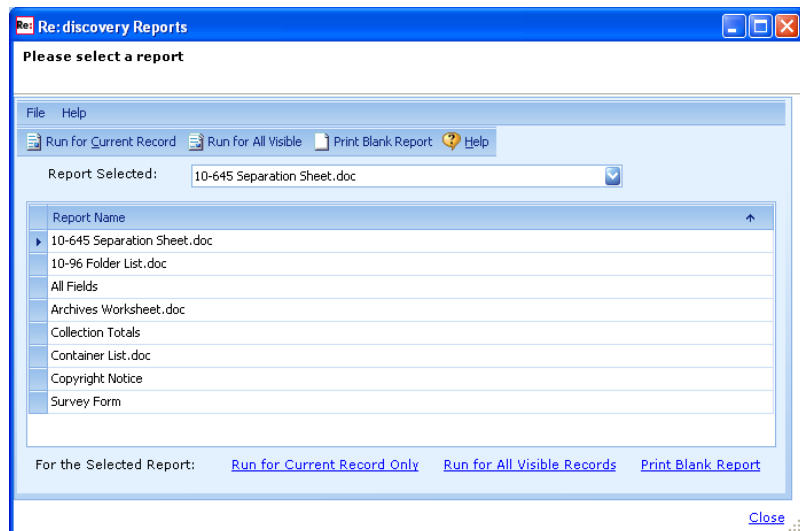 Re: Re:discovery Reports
Please select a report
File Help
Run for Current Record Run for All Visible Print Blank Report Help
Report Selected: 10-645 Separation Sheet.doc
Report Name
10-645 Separation Sheet.doc
10-96 Folder List.doc
All Fields
Archives Worksheet.doc
Collection Totals
Container List.doc
Copyright Notice
Survey Form
For the Selected Report: Run for Current Record Only Run for All Visible Records Print Blank Report
Close